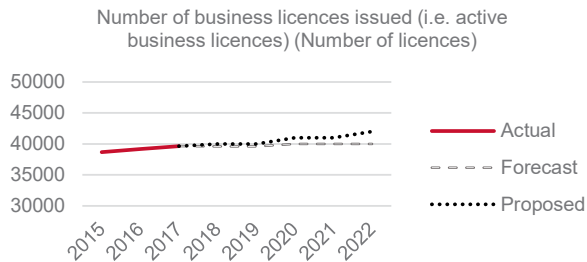 Number of business licences issued (i.e. active
business licences) (Number of licences)
50000
45000
40000
35000
30000
2015
2016
2017
2018
2019
2020
2021
2022
Actual
Forecast
Proposed